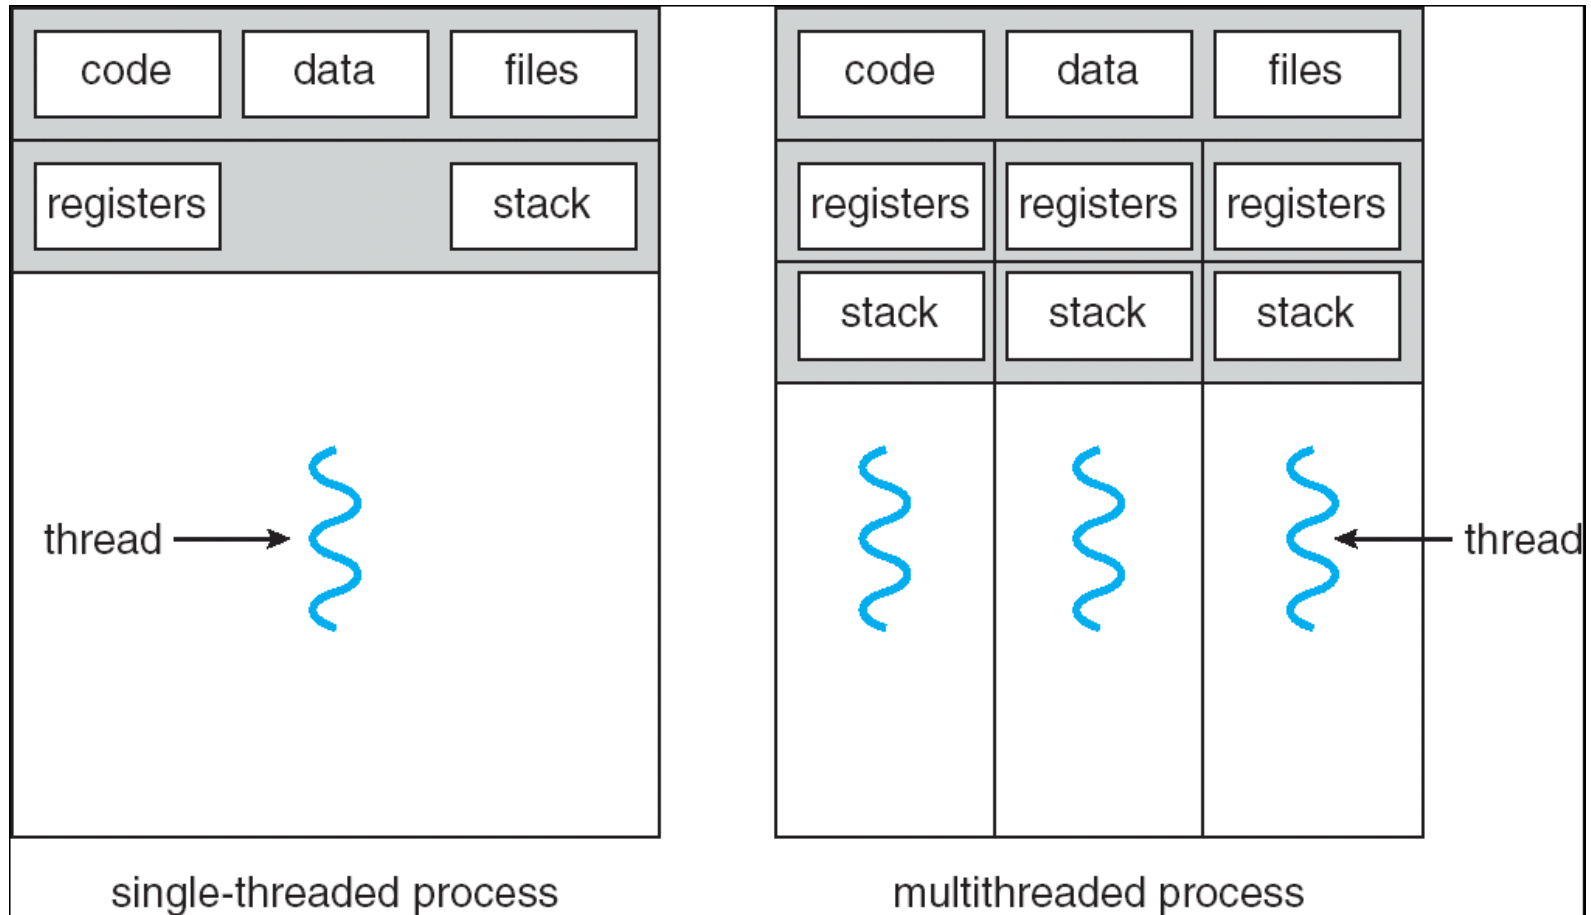 code data files
registers stack
thread
single-threaded process
code data files
registers registers registers
stack stack stack
thread
multithreaded process